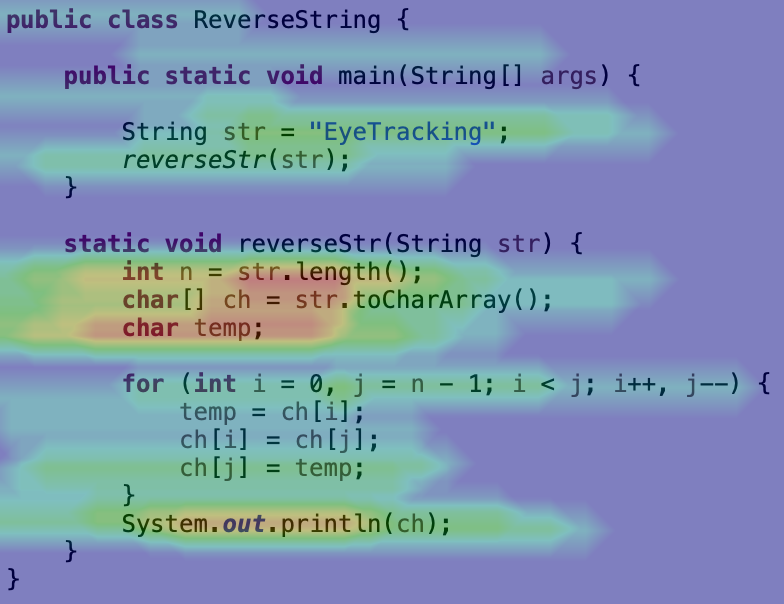 public class ReverseString {
public static void main(String[] args) {
String str = "EyeTracking";
reverseStr(str);
}
static void reverseStr(String str) {
int n = str.length();
char[] ch = str.toCharArray();
char temp;
for (int i = 0, j = n - 1; i < j; i++, j--) {
temp = ch[i];
ch[i] = ch[j];
ch[j] = temp;
}
System.out.println(ch);
}
}